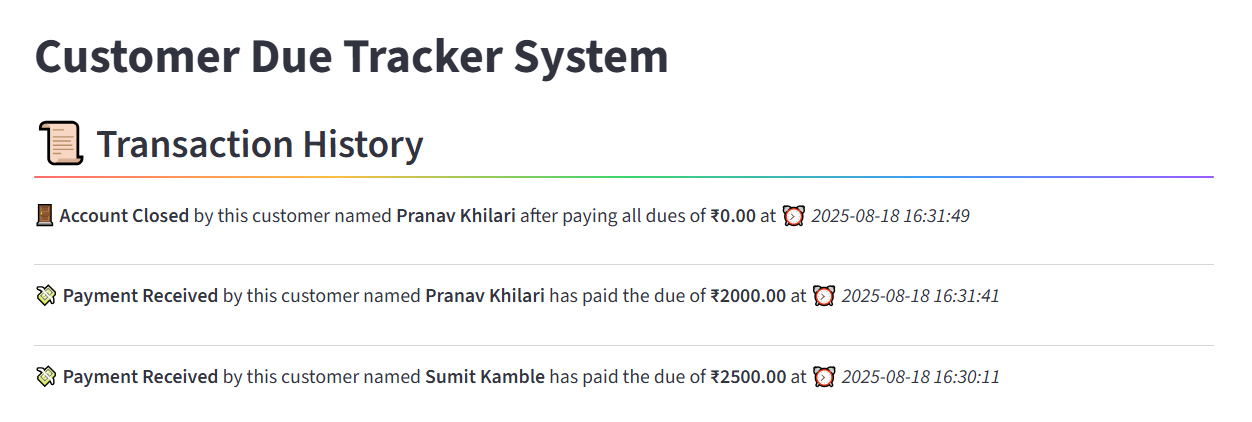 Customer Due Tracker System
📜 Transaction History
🚪 Account Closed by this customer named Pranav Khilari after paying all dues of ₹0.00 at ⏰ 2025-08-18 16:31:49
💸 Payment Received by this customer named Pranav Khilari has paid the due of ₹2000.00 at ⏰ 2025-08-18 16:31:41
💸 Payment Received by this customer named Sumit Kamble has paid the due of ₹2500.00 at ⏰ 2025-08-18 16:30:11